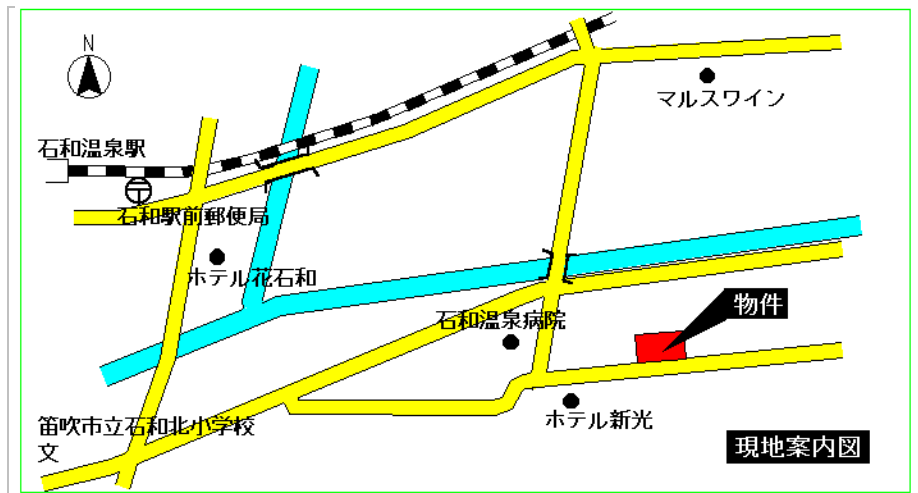 N
マルスワイン
石和温泉駅
石和駅前郵便局
ホテル花石和
物件
石和温泉病院
ホテル新光
笛吹市立石和北小学校
文
現地案内図